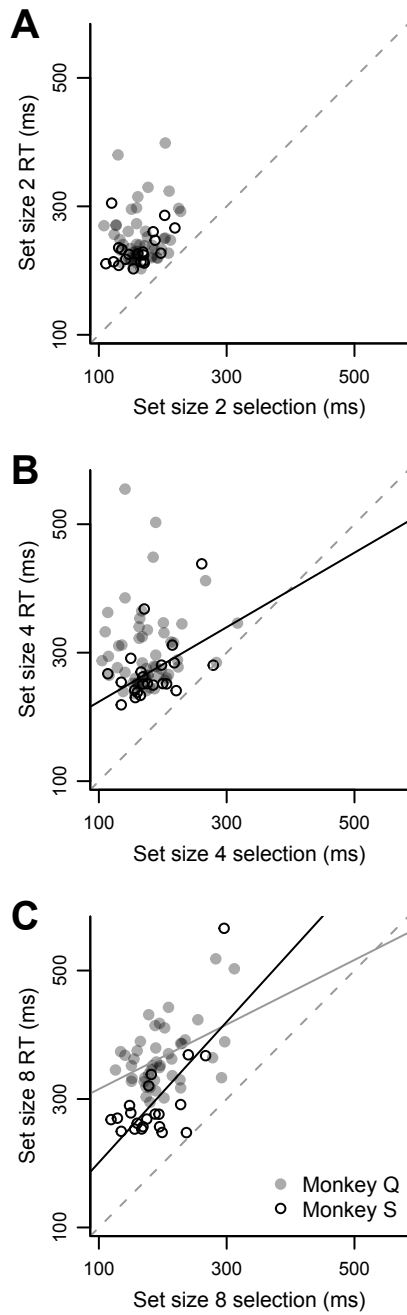 A
Set size 2 RT (ms)
500
300
100
100 300 500
Set size 2 selection (ms)
B
Set size 4 RT (ms)
500
300
100
100 300 500
Set size 4 selection (ms)
C
Set size 8 RT (ms)
500
300
100
Monkey Q
Monkey S
100 300 500
Set size 8 selection (ms)